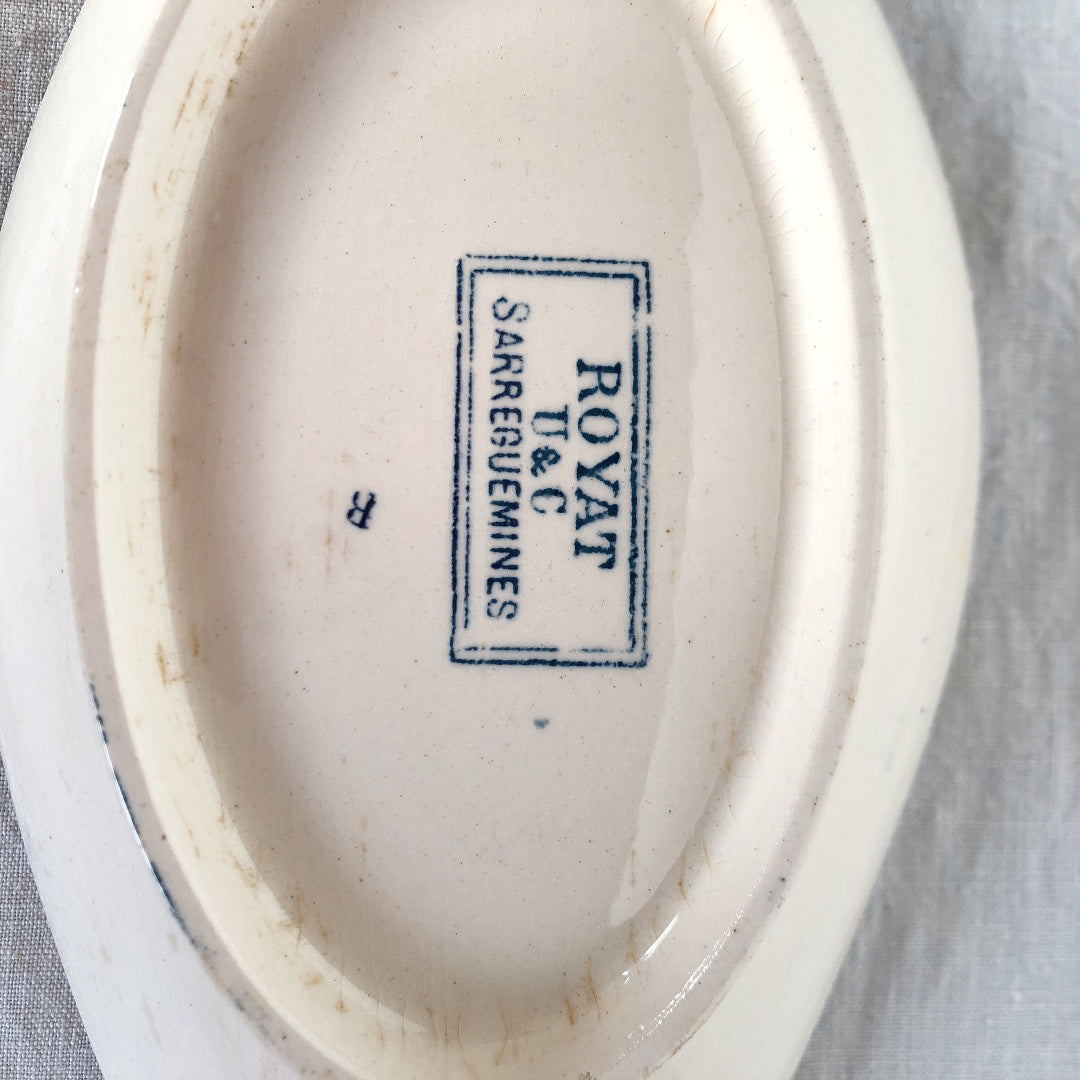 ROYAT
U & C
SARREGUEMINES
B